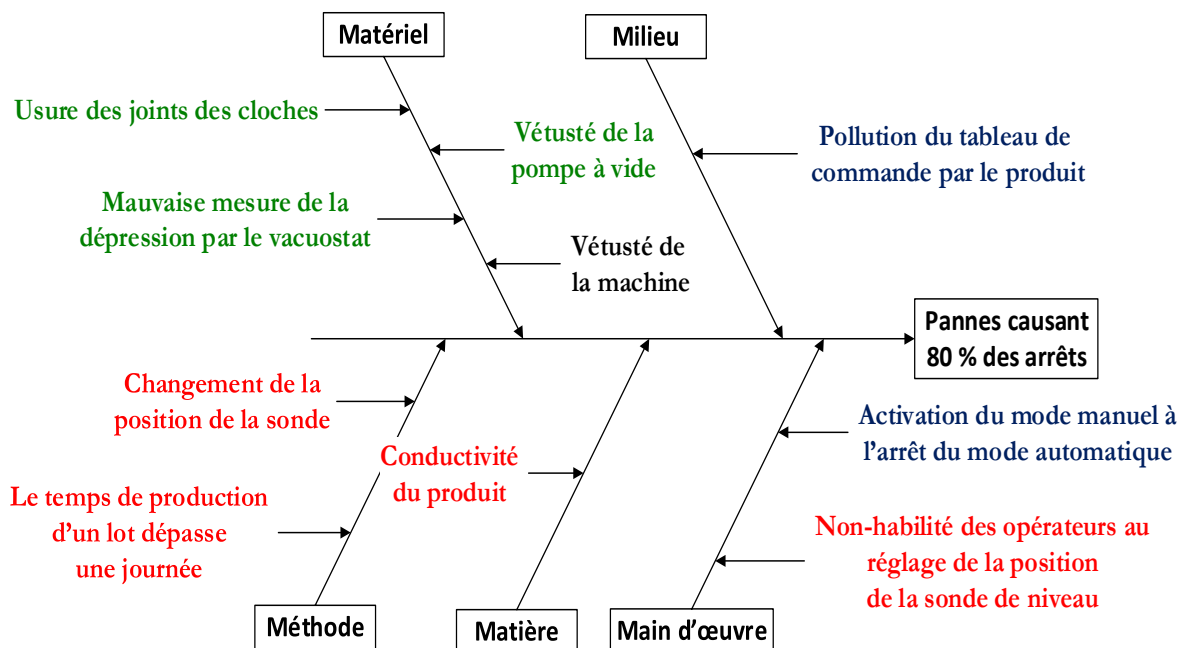 Matériel
Milieu
Usure des joints des cloches
Vétusté de la
pompe à vide
Pollution du tableau de
commande par le produit
Mauvaise mesure de la
dépression par le vacuostat
Vétusté de
la machine
Pannes causant
80 % des arrêts
Changement de la
position de la sonde
Activation du mode manuel à
l’arrêt du mode automatique
Conductivité
du produit
Le temps de production
d’un lot dépasse
une journée
Non-habilité des opérateurs au
réglage de la position
de la sonde de niveau
Méthode
Matière
Main d’œuvre